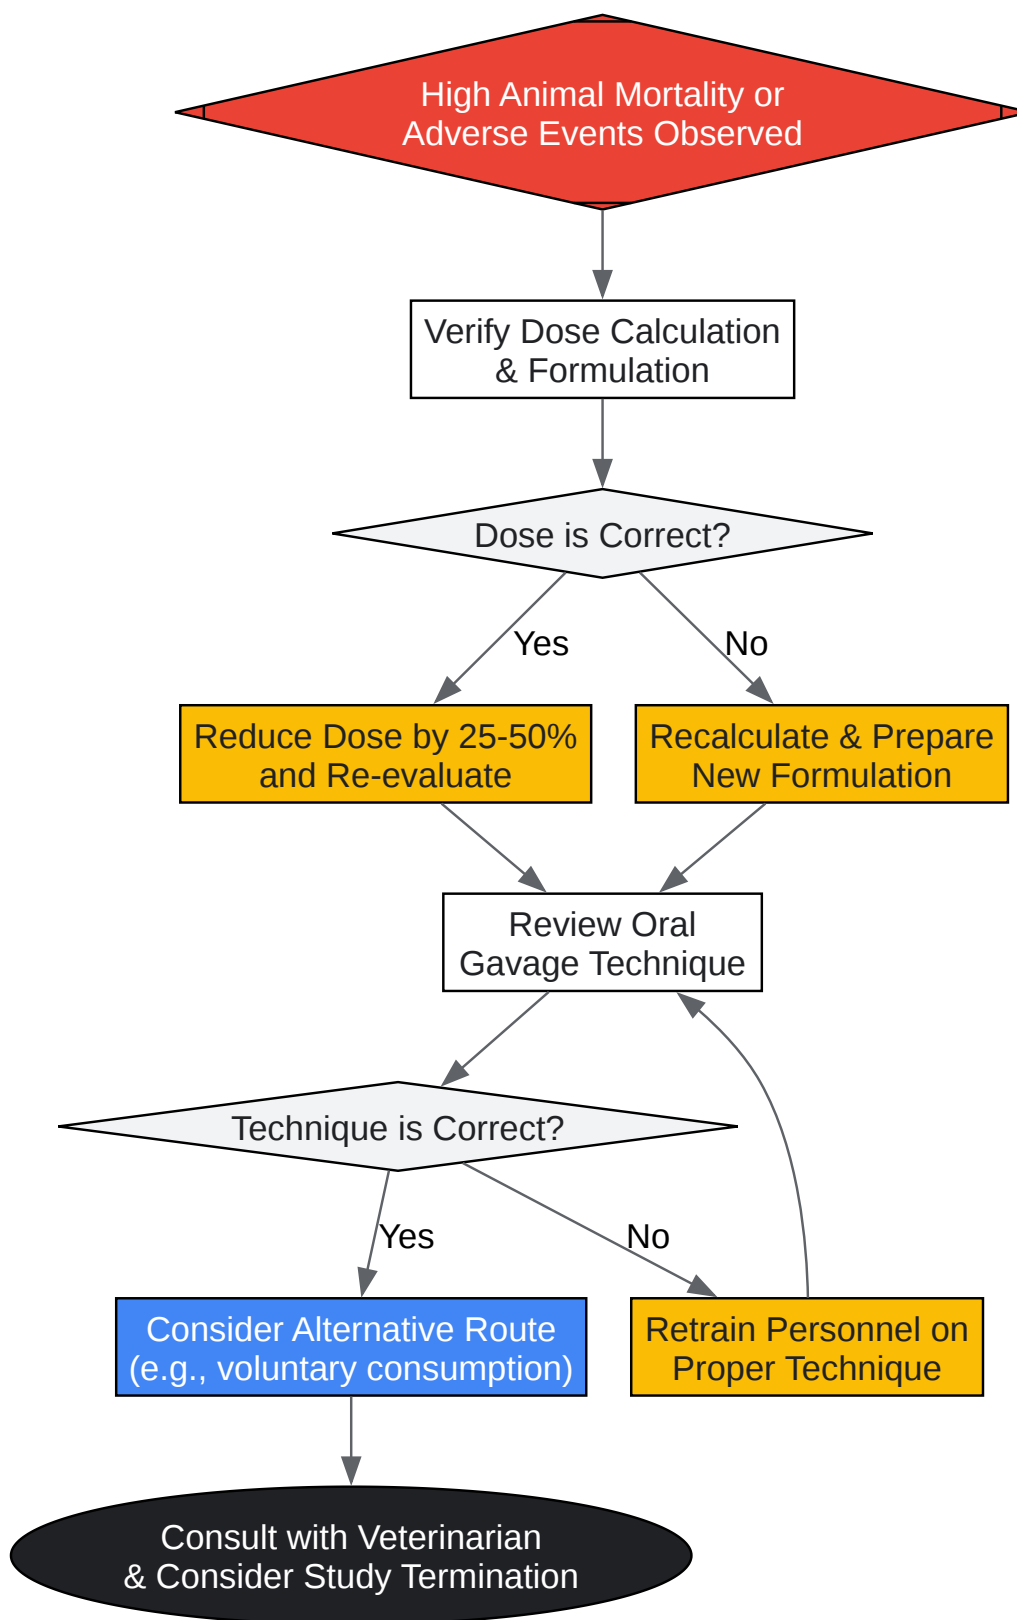 High Animal Mortality or
Adverse Events Observed
Verify Dose Calculation
& Formulation
Dose is Correct?
Yes
No
Reduce Dose by 25-50%
and Re-evaluate
Recalculate & Prepare
New Formulation
Review Oral
Gavage Technique
Technique is Correct?
Yes
No
Consider Alternative Route
(e.g., voluntary consumption)
Retrain Personnel on
Proper Technique
Consult with Veterinarian
& Consider Study Termination